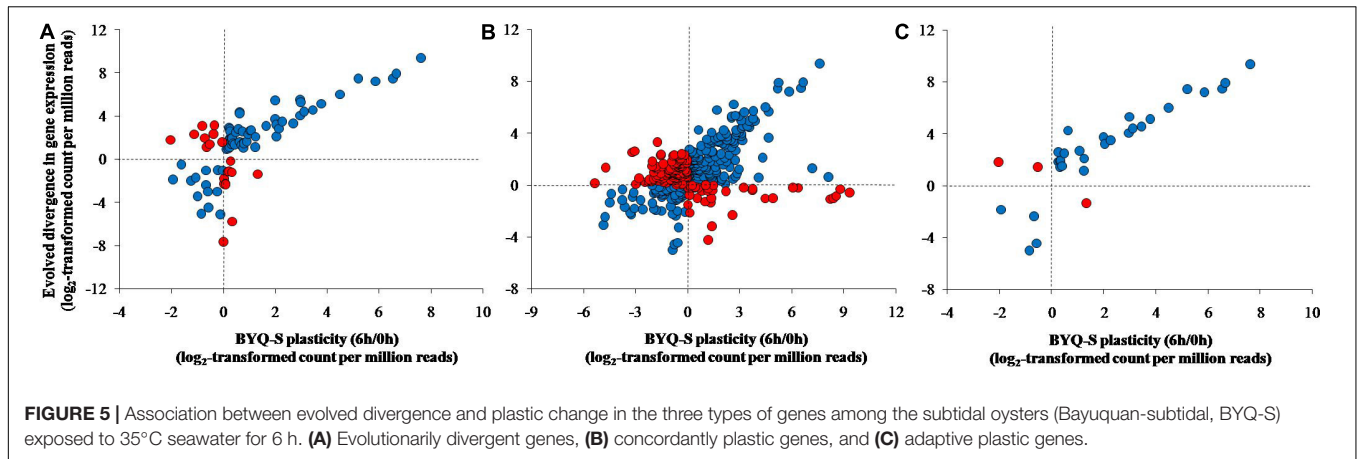 A
B
C
Evolved divergence in gene expression
(log₂-transformed count per million reads)
12
8
4
0
-4
-8
-12
-4 -2 0 2 4 6 8 10
BYQ-S plasticity (6h/0h)
(log₂-transformed count per million reads)
12
8
4
0
-4
-8
-9 -6 -3 0 3 6 9 12
BYQ-S plasticity (6h/0h)
(log₂-transformed count per million reads)
12
8
4
0
-4
-8
-4 -2 0 2 4 6 8 10
BYQ-S plasticity (6h/0h)
(log₂-transformed count per million reads)
FIGURE 5 | Association between evolved divergence and plastic change in the three types of genes among the subtidal oysters (Bayuquan-subtidal, BYQ-S)
exposed to 35°C seawater for 6 h. (A) Evolutionarily divergent genes, (B) concordantly plastic genes, and (C) adaptive plastic genes.